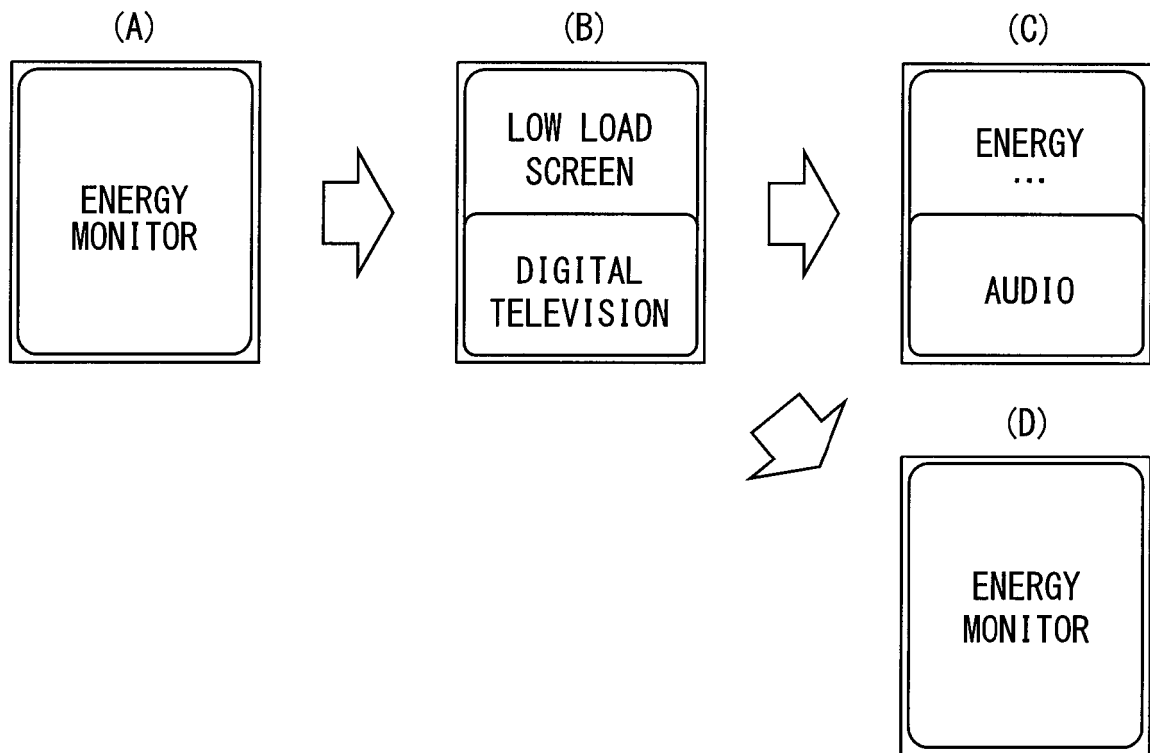 (A)
ENERGY
MONITOR
(B)
LOW LOAD
SCREEN
DIGITAL
TELEVISION
(C)
ENERGY
...
AUDIO
(D)
ENERGY
MONITOR